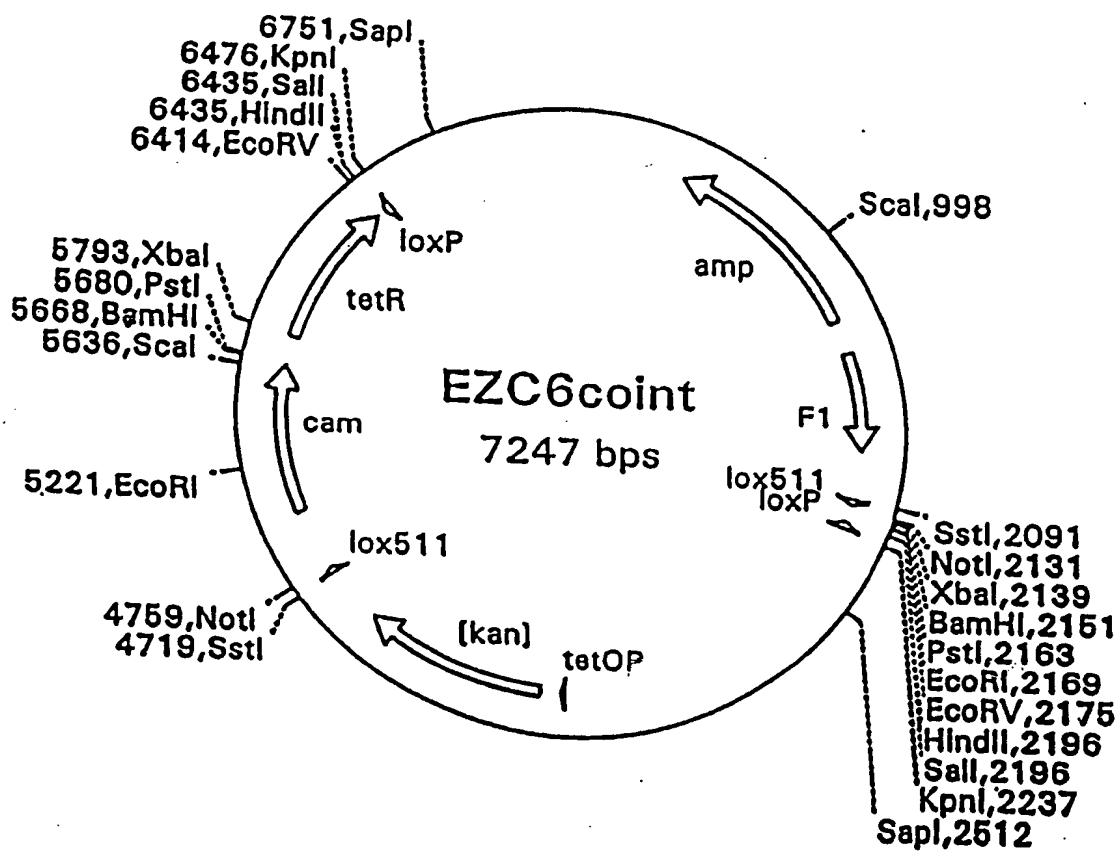 6751,SapI
6476,KpnI
6435,SalI
6435,HindII
6414,EcoRV
loxP
tetR
5793,XbaI
5680,PstI
5668,BamHI
5636,ScaI
cam
5221,EcoRI
lox511
4759,NotI
4719,SstI
[kan]
tetOP
EZC6coint
7247 bps
amp
ScaI,998
F1
lox511
loxP
SstI,2091
NotI,2131
XbaI,2139
BamHI,2151
PstI,2163
EcoRI,2169
EcoRV,2175
HindII,2196
SalI,2196
KpnI,2237
SapI,2512